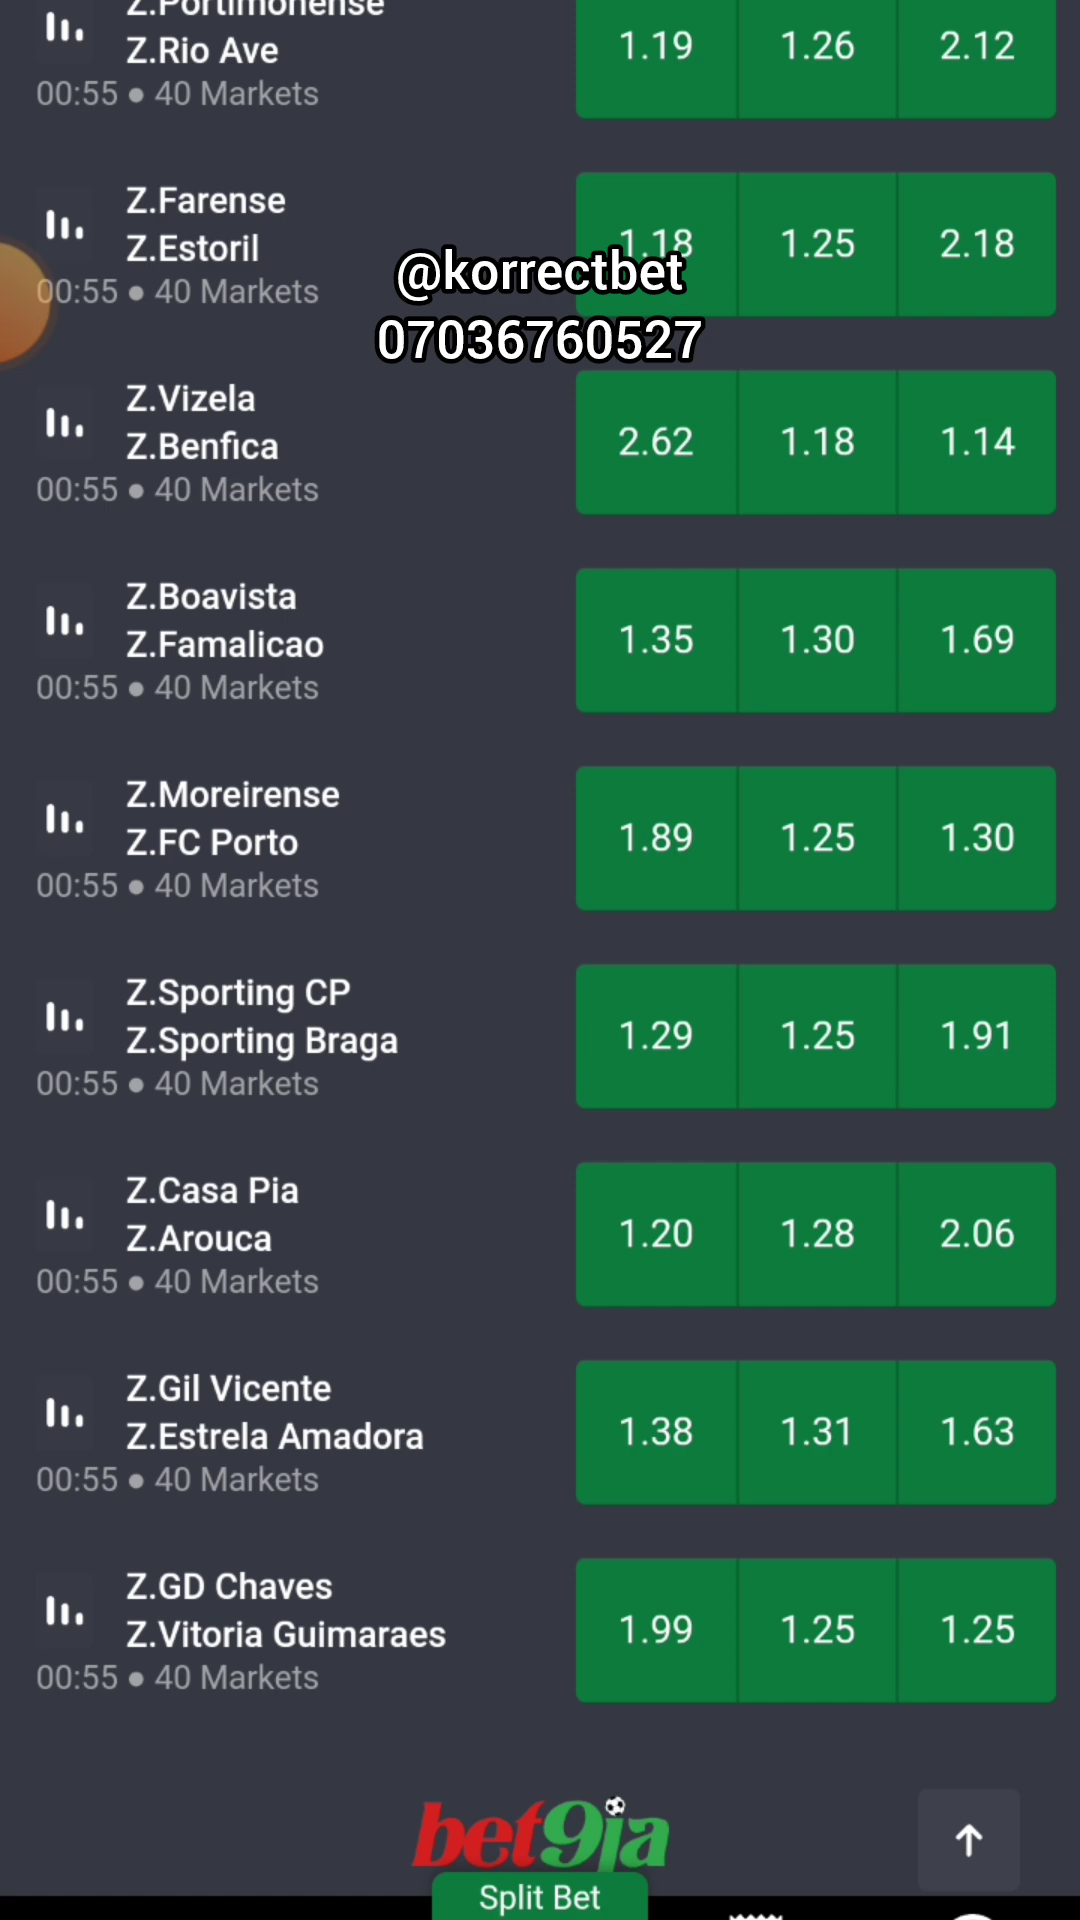 Z.Portimonense
Z.Rio Ave
00:55 ● 40 Markets
1.19 1.26 2.12
Z.Farense
Z.Estoril
00:55 ● 40 Markets
1.18 1.25 2.18
@korrectbet
07036760527
Z.Vizela
Z.Benfica
00:55 ● 40 Markets
2.62 1.18 1.14
Z.Boavista
Z.Famalicao
00:55 ● 40 Markets
1.35 1.30 1.69
Z.Moreirense
Z.FC Porto
00:55 ● 40 Markets
1.89 1.25 1.30
Z.Sporting CP
Z.Sporting Braga
00:55 ● 40 Markets
1.29 1.25 1.91
Z.Casa Pia
Z.Arouca
00:55 ● 40 Markets
1.20 1.28 2.06
Z.Gil Vicente
Z.Estrela Amadora
00:55 ● 40 Markets
1.38 1.31 1.63
Z.GD Chaves
Z.Vitoria Guimaraes
00:55 ● 40 Markets
1.99 1.25 1.25
bet9ja
Split Bet